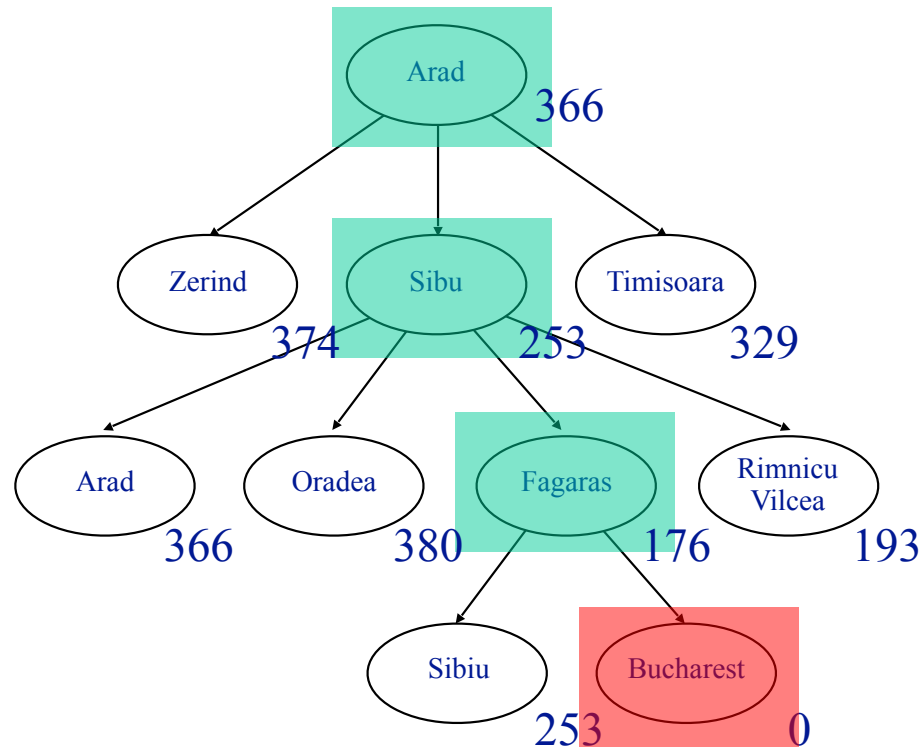 Arad
366
Zerind
Sibu
Timisoara
374
253
329
Arad
Oradea
Fagaras
Rimnicu
Vilcea
366
380
176
193
Sibiu
Bucharest
253
0